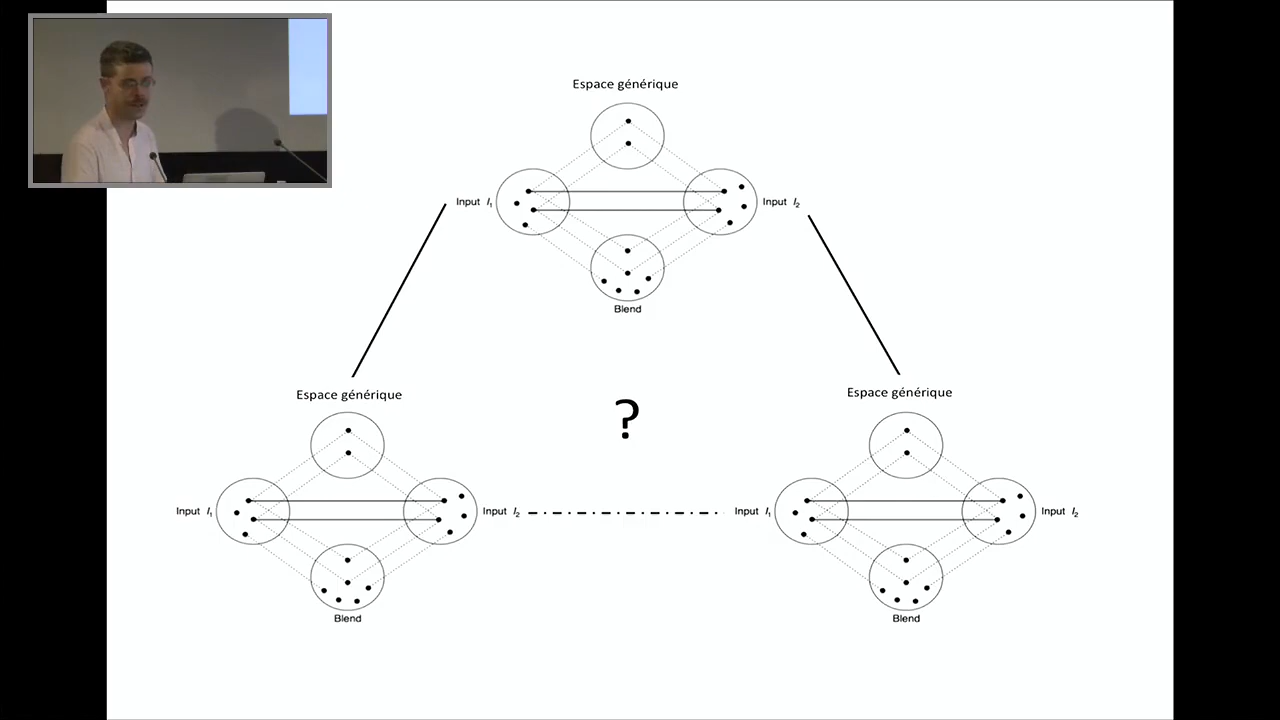 Espace générique
Input I1
Input I2
Blend
Espace générique
Espace générique
?
Input I1
Input I2
Input I1
Input I2
Blend
Blend